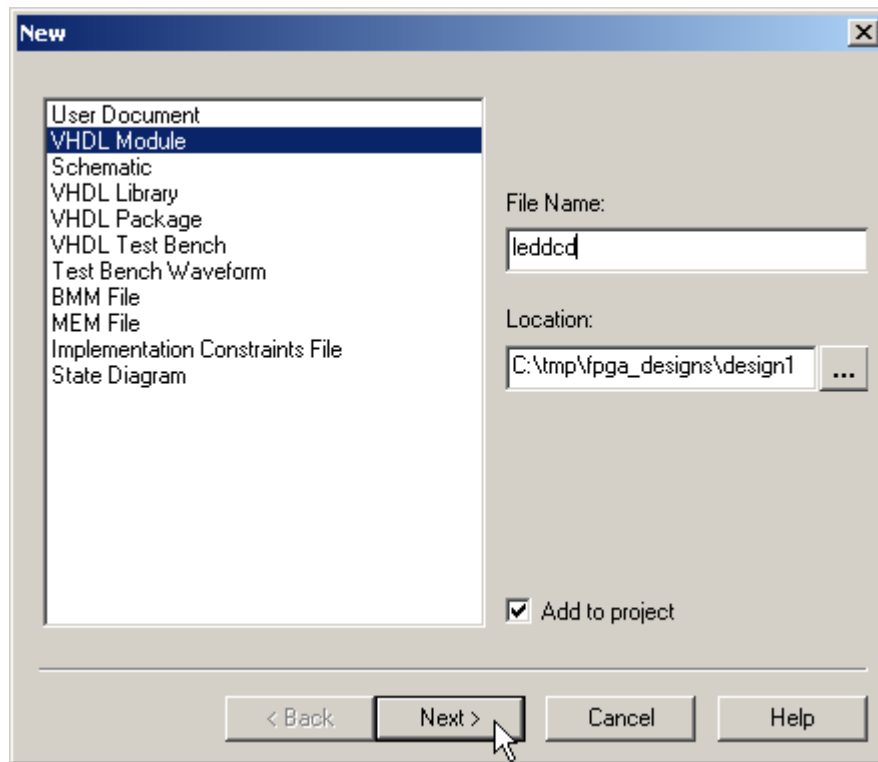 New
User Document
VHDL Module
Schematic
VHDL Library
VHDL Package
VHDL Test Bench
Test Bench Waveform
BMM File
MEM File
Implementation Constraints File
State Diagram
File Name:
leddcd
Location:
C:\tmp\fpga_designs\design1
...
Add to project
< Back
Next >
Cancel
Help